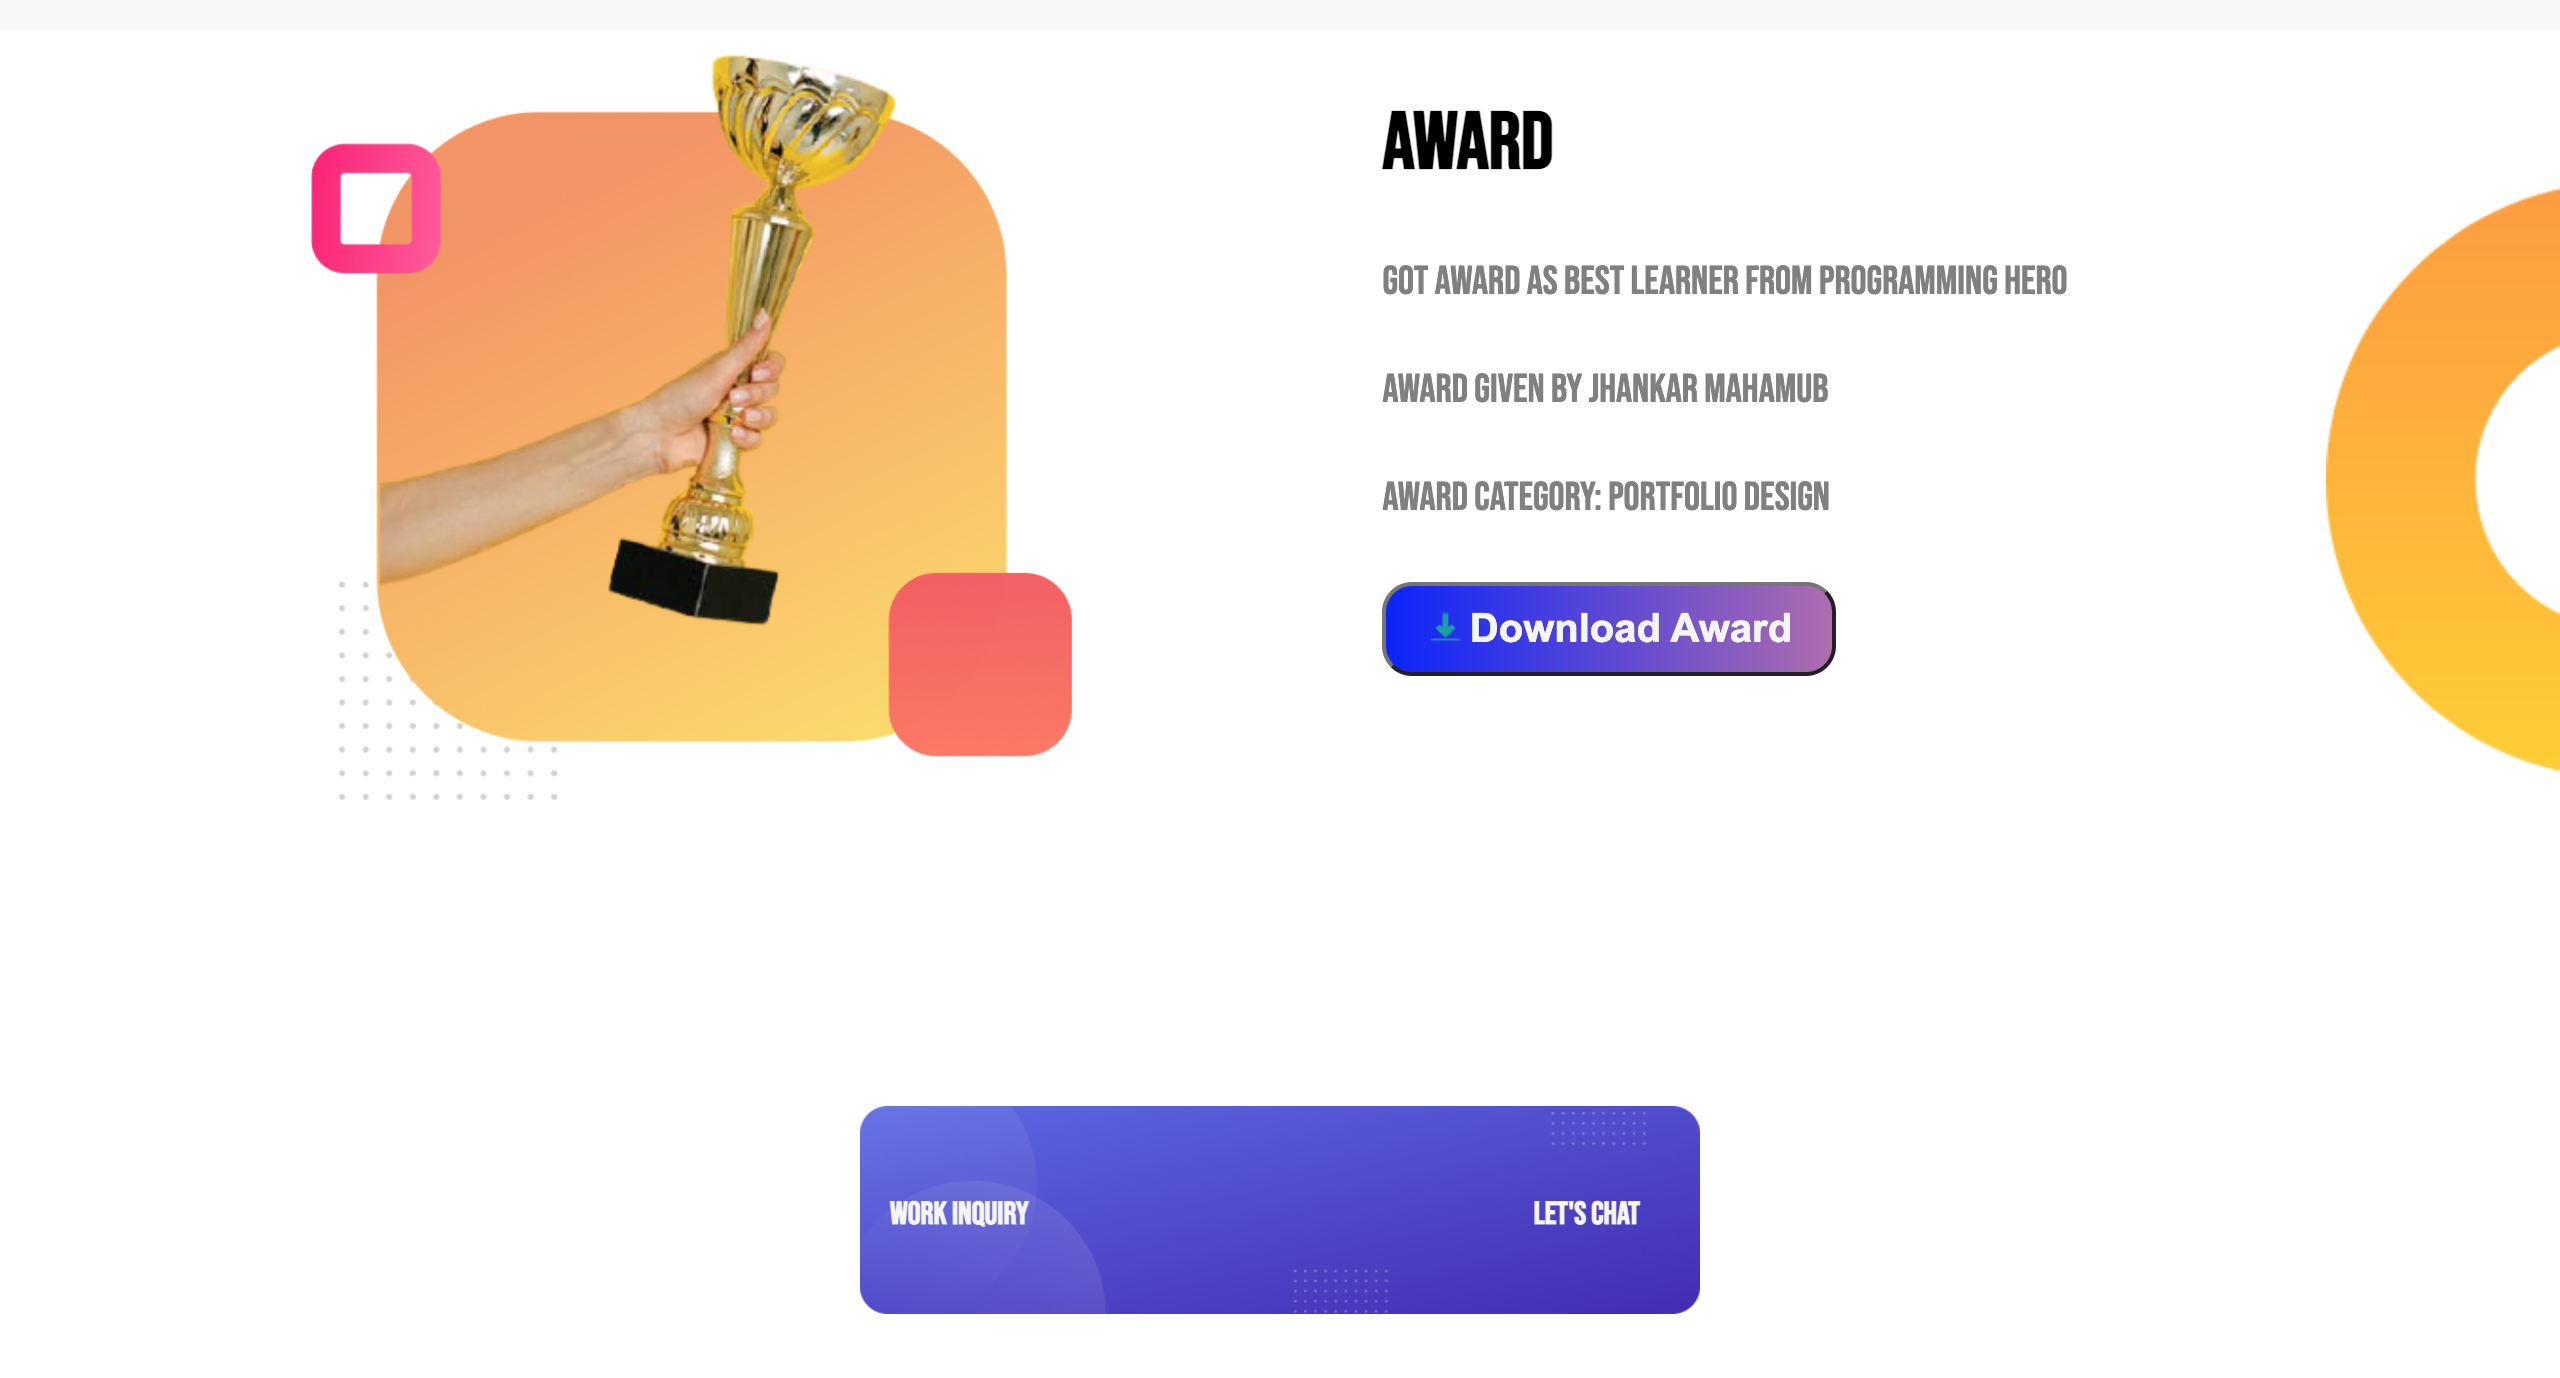 AWARD
GOT AWARD AS BEST LEARNER FROM PROGRAMMING HERO
AWARD GIVEN BY JHANKAR MAHAMUB
AWARD CATEGORY: PORTFOLIO DESIGN
Download Award
WORK INQUIRY
LET'S CHAT